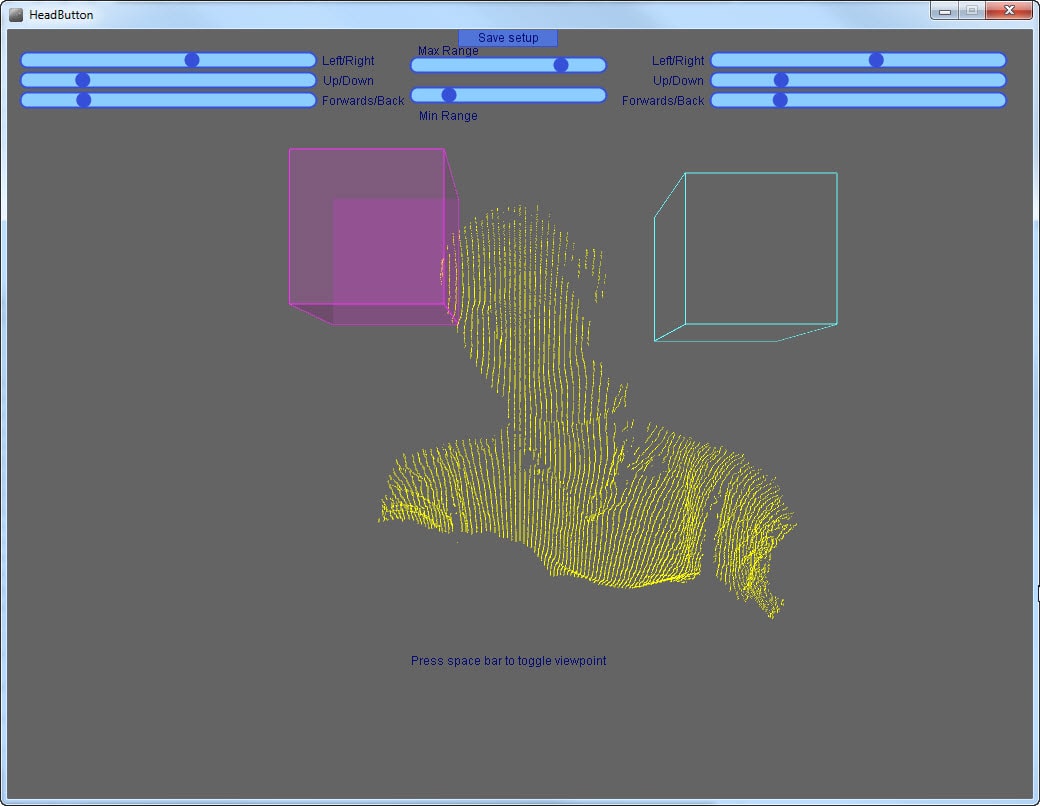 HeadButton
Save setup
Max Range
Left/Right
Left/Right
Up/Down
Up/Down
Forwards/Back
Forwards/Back
Min Range
Press space bar to toggle viewpoint